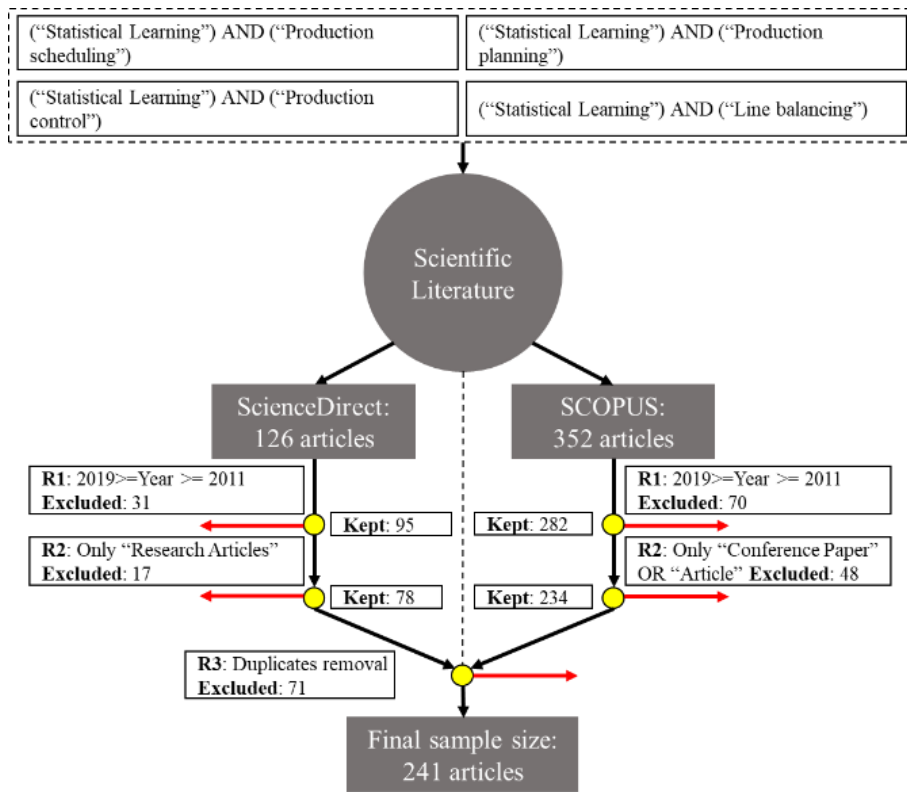 (“Statistical Learning”) AND (“Production
scheduling”)
(“Statistical Learning”) AND (“Production
planning”)
(“Statistical Learning”) AND (“Production
control”)
(“Statistical Learning”) AND (“Line balancing”)
Scientific
Literature
ScienceDirect:
126 articles
SCOPUS:
352 articles
R1: 2019>=Year >= 2011
Excluded: 31
R1: 2019>=Year >= 2011
Excluded: 70
Kept: 95
Kept: 282
R2: Only “Research Articles”
Excluded: 17
R2: Only “Conference Paper”
OR “Article” Excluded: 48
Kept: 78
Kept: 234
R3: Duplicates removal
Excluded: 71
Final sample size:
241 articles